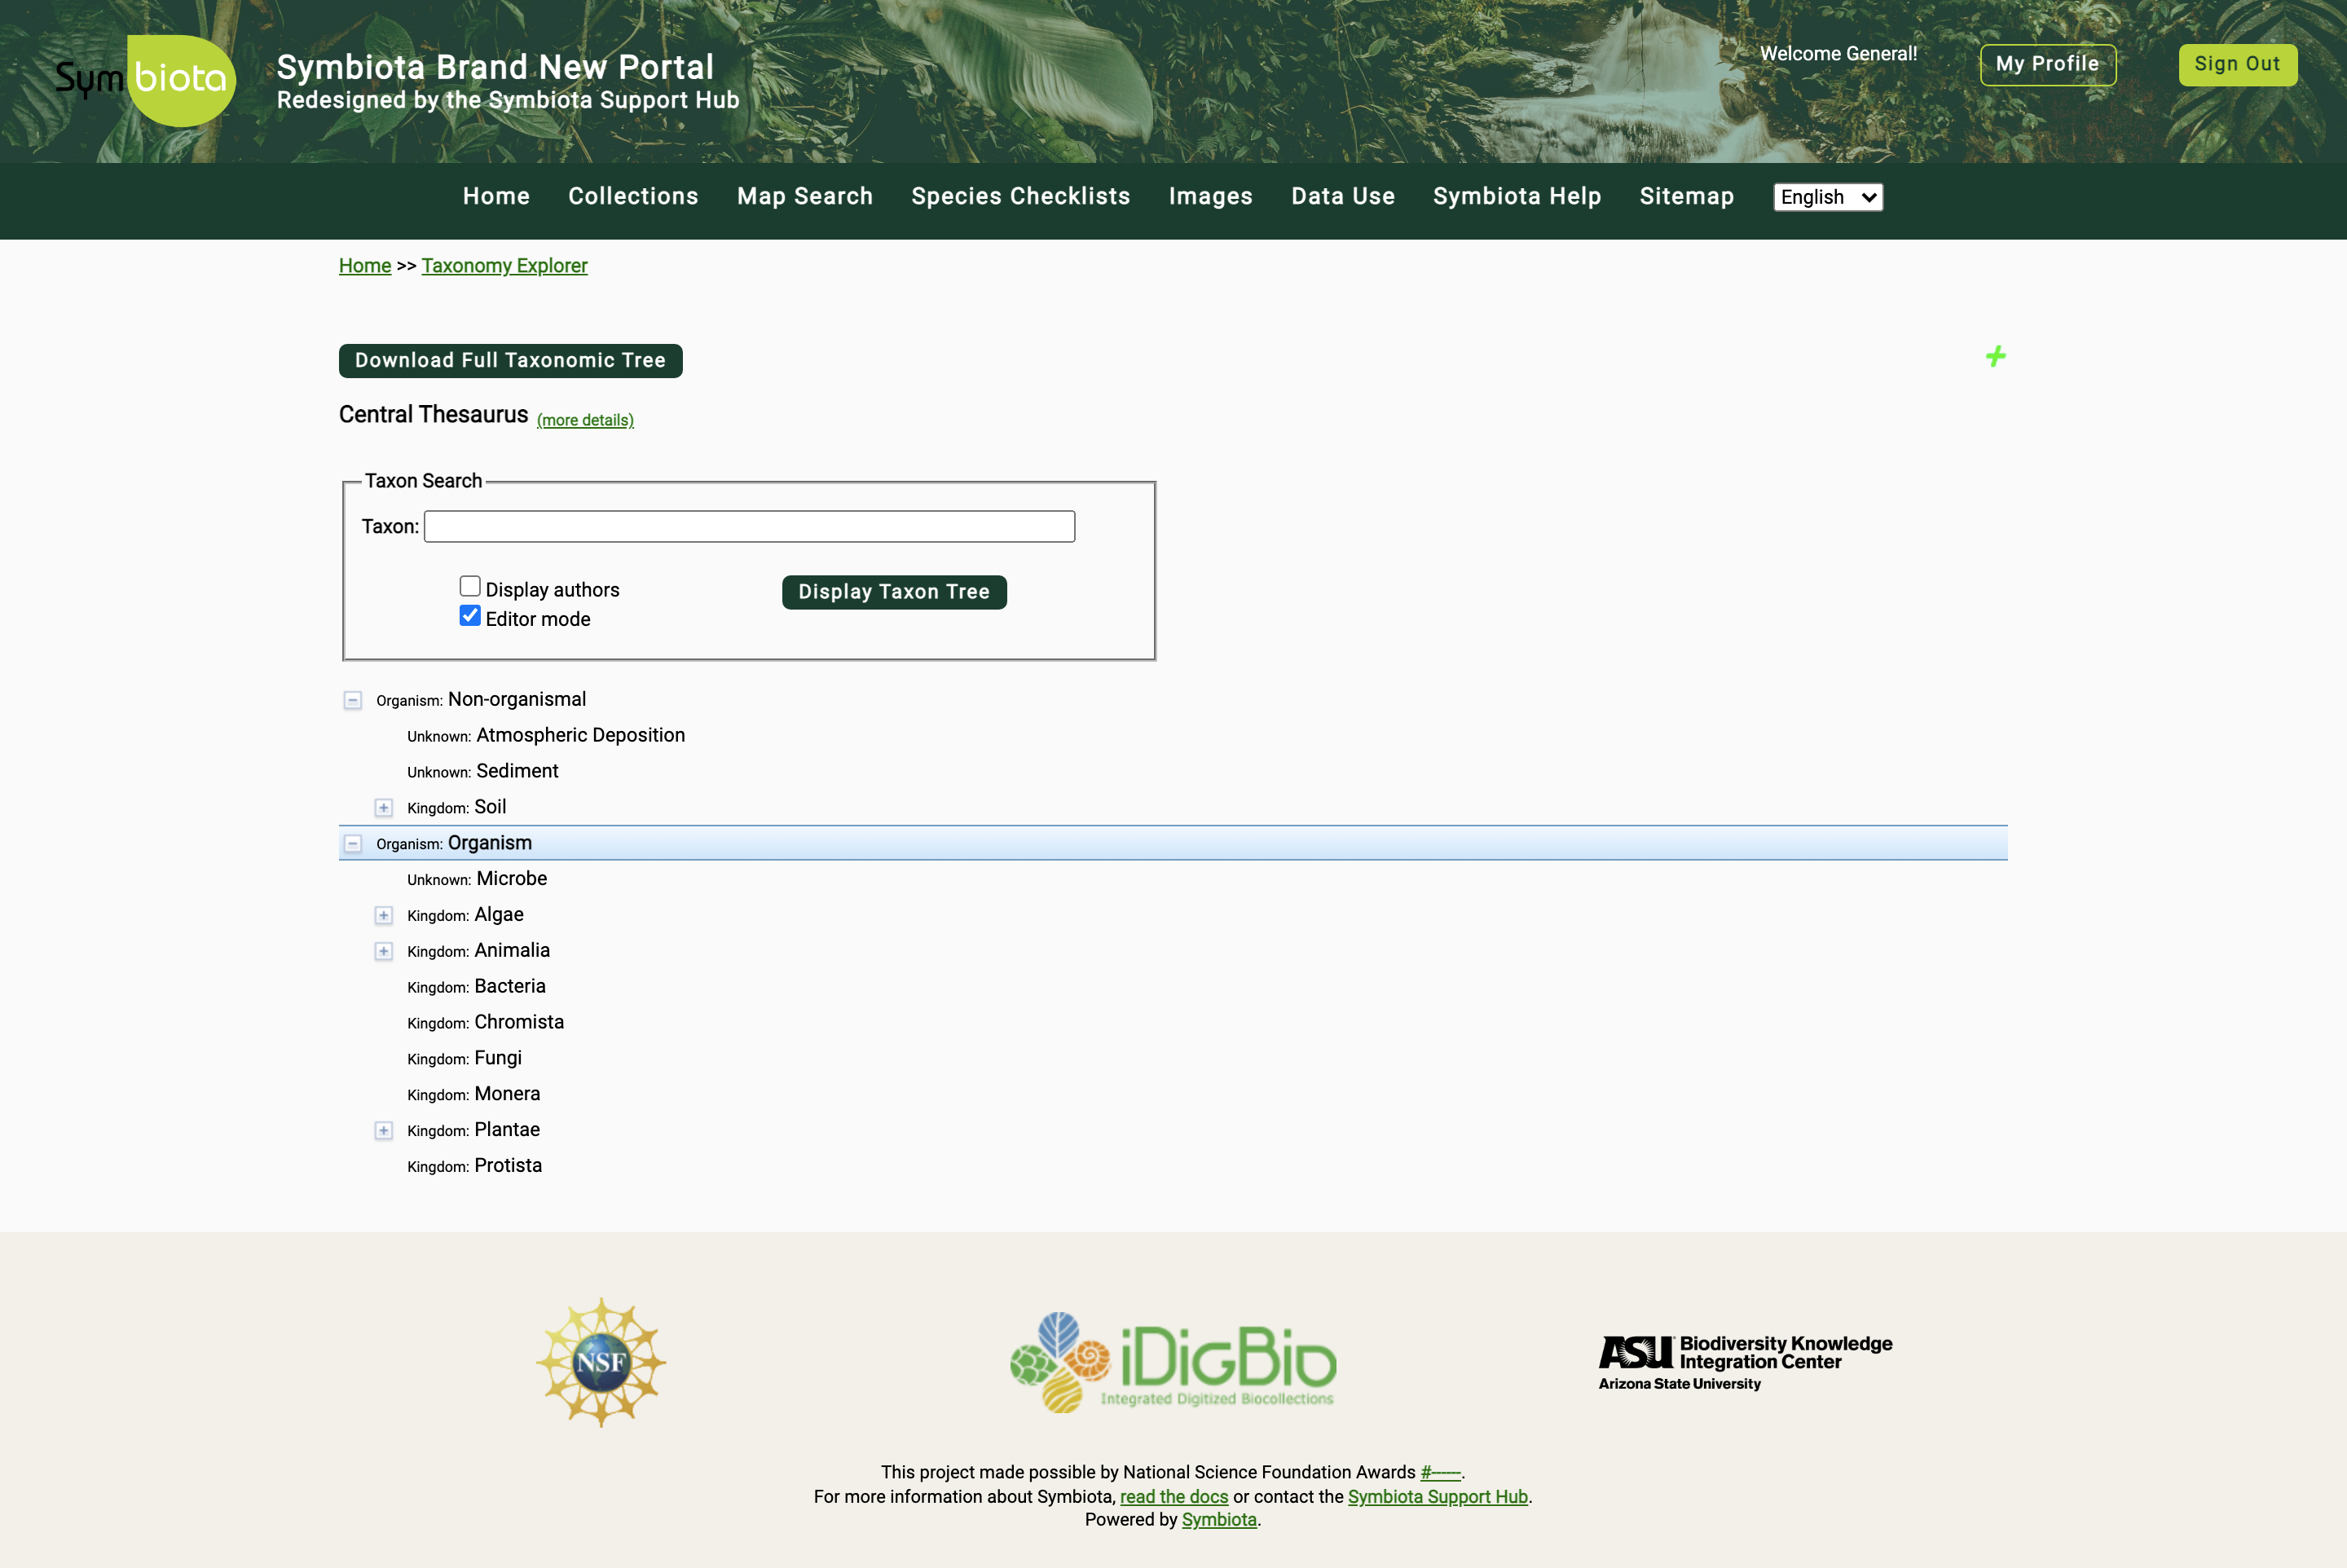 Symbiota
Symbiota Brand New Portal
Redesigned by the Symbiota Support Hub
Welcome General!
My Profile
Sign Out
Home Collections Map Search Species Checklists Images Data Use Symbiota Help Sitemap English
Home >> Taxonomy Explorer
Download Full Taxonomic Tree
Central Thesaurus (more details)
Taxon Search
Taxon:
Display authors
Editor mode
Display Taxon Tree
Organism: Non-organismal
Unknown: Atmospheric Deposition
Unknown: Sediment
Kingdom: Soil
Organism: Organism
Unknown: Microbe
Kingdom: Algae
Kingdom: Animalia
Kingdom: Bacteria
Kingdom: Chromista
Kingdom: Fungi
Kingdom: Monera
Kingdom: Plantae
Kingdom: Protista
NSF
iDigBio
Integrated Digitized Biocollections
ASU Biodiversity Knowledge
Integration Center
Arizona State University
This project made possible by National Science Foundation Awards #------.
For more information about Symbiota, read the docs or contact the Symbiota Support Hub.
Powered by Symbiota.